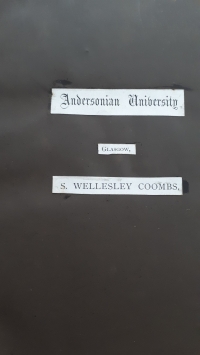 Andersonian University
GLASGOW,
S. WELLESLEY COOMBS,